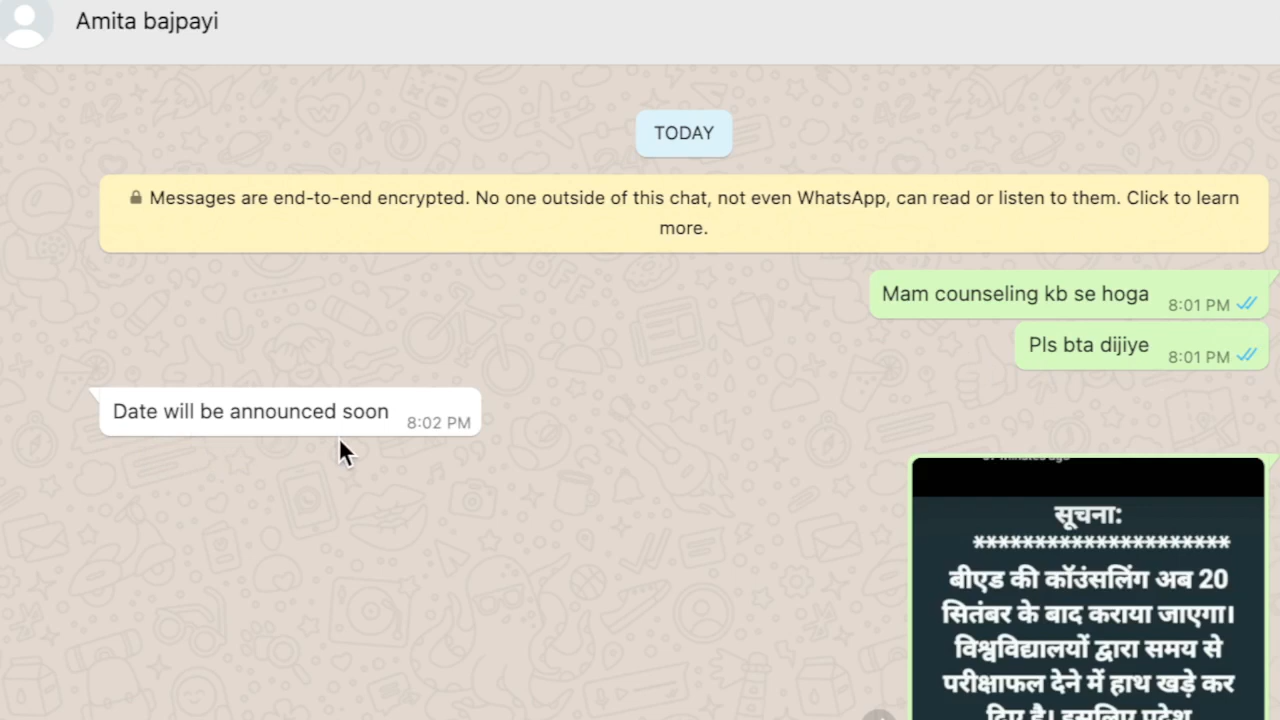 Amita bajpayi
TODAY
Messages are end-to-end encrypted. No one outside of this chat, not even WhatsApp, can read or listen to them. Click to learn
more.
Mam counseling kb se hoga 8:01 PM
Pls bta dijiye 8:01 PM
Date will be announced soon 8:02 PM
सूचना:
**********************
बीएड की कॉउंसलिंग अब 20
सितंबर के बाद कराया जाएगा।
विश्वविद्यालयों द्वारा समय से
परीक्षाफल देने में हाथ खड़े कर
दिए है। इसलिए प्रदेश